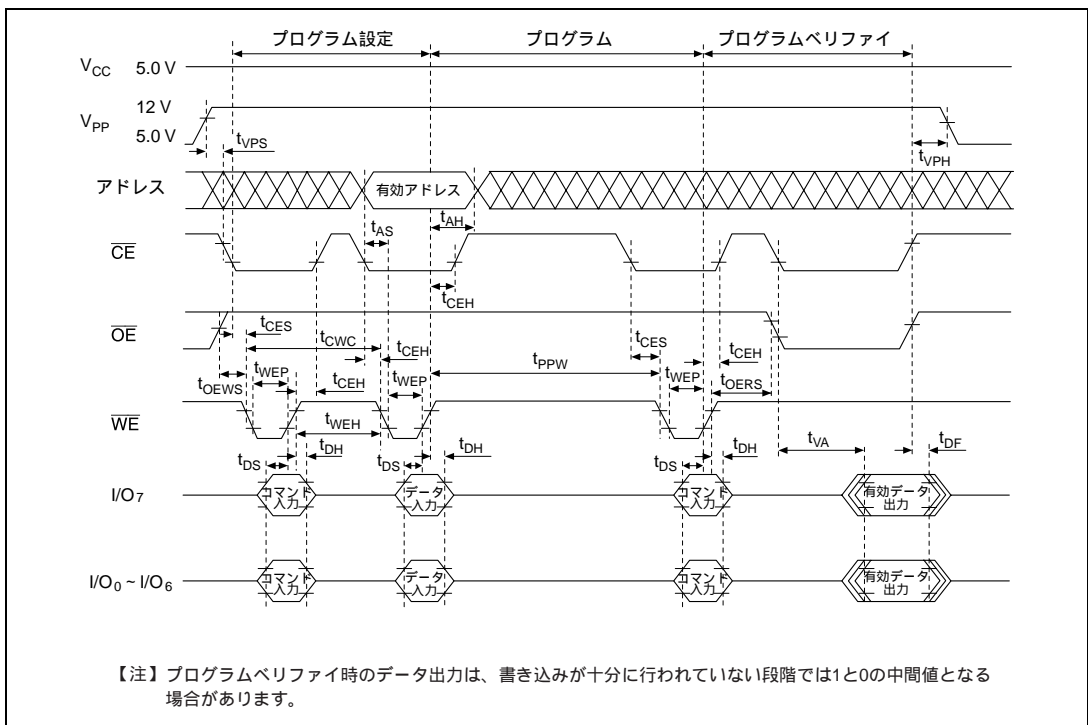 プログラム設定 プログラム プログラムベリファイ
VCC 5.0 V
VPP 12 V
5.0 V
tVPS
tVPH
アドレス 有効アドレス
tAS
tAH
CE
tCEH
OE
tCES tCWC tCEH tCES tCEH
tOEWS tWEP tCEH tWEP tPPW tWEP tOERS
WE
tWEH
tDS tDH tDS tDH tDS tDH tVA tDF
I/O7 コマンド入力 データ入力 コマンド入力 有効データ出力
I/O0 ~ I/O6 コマンド入力 データ入力 コマンド入力 有効データ出力
【注】プログラムベリファイ時のデータ出力は、書き込みが十分に行われていない段階では1と0の中間値となる
場合があります。